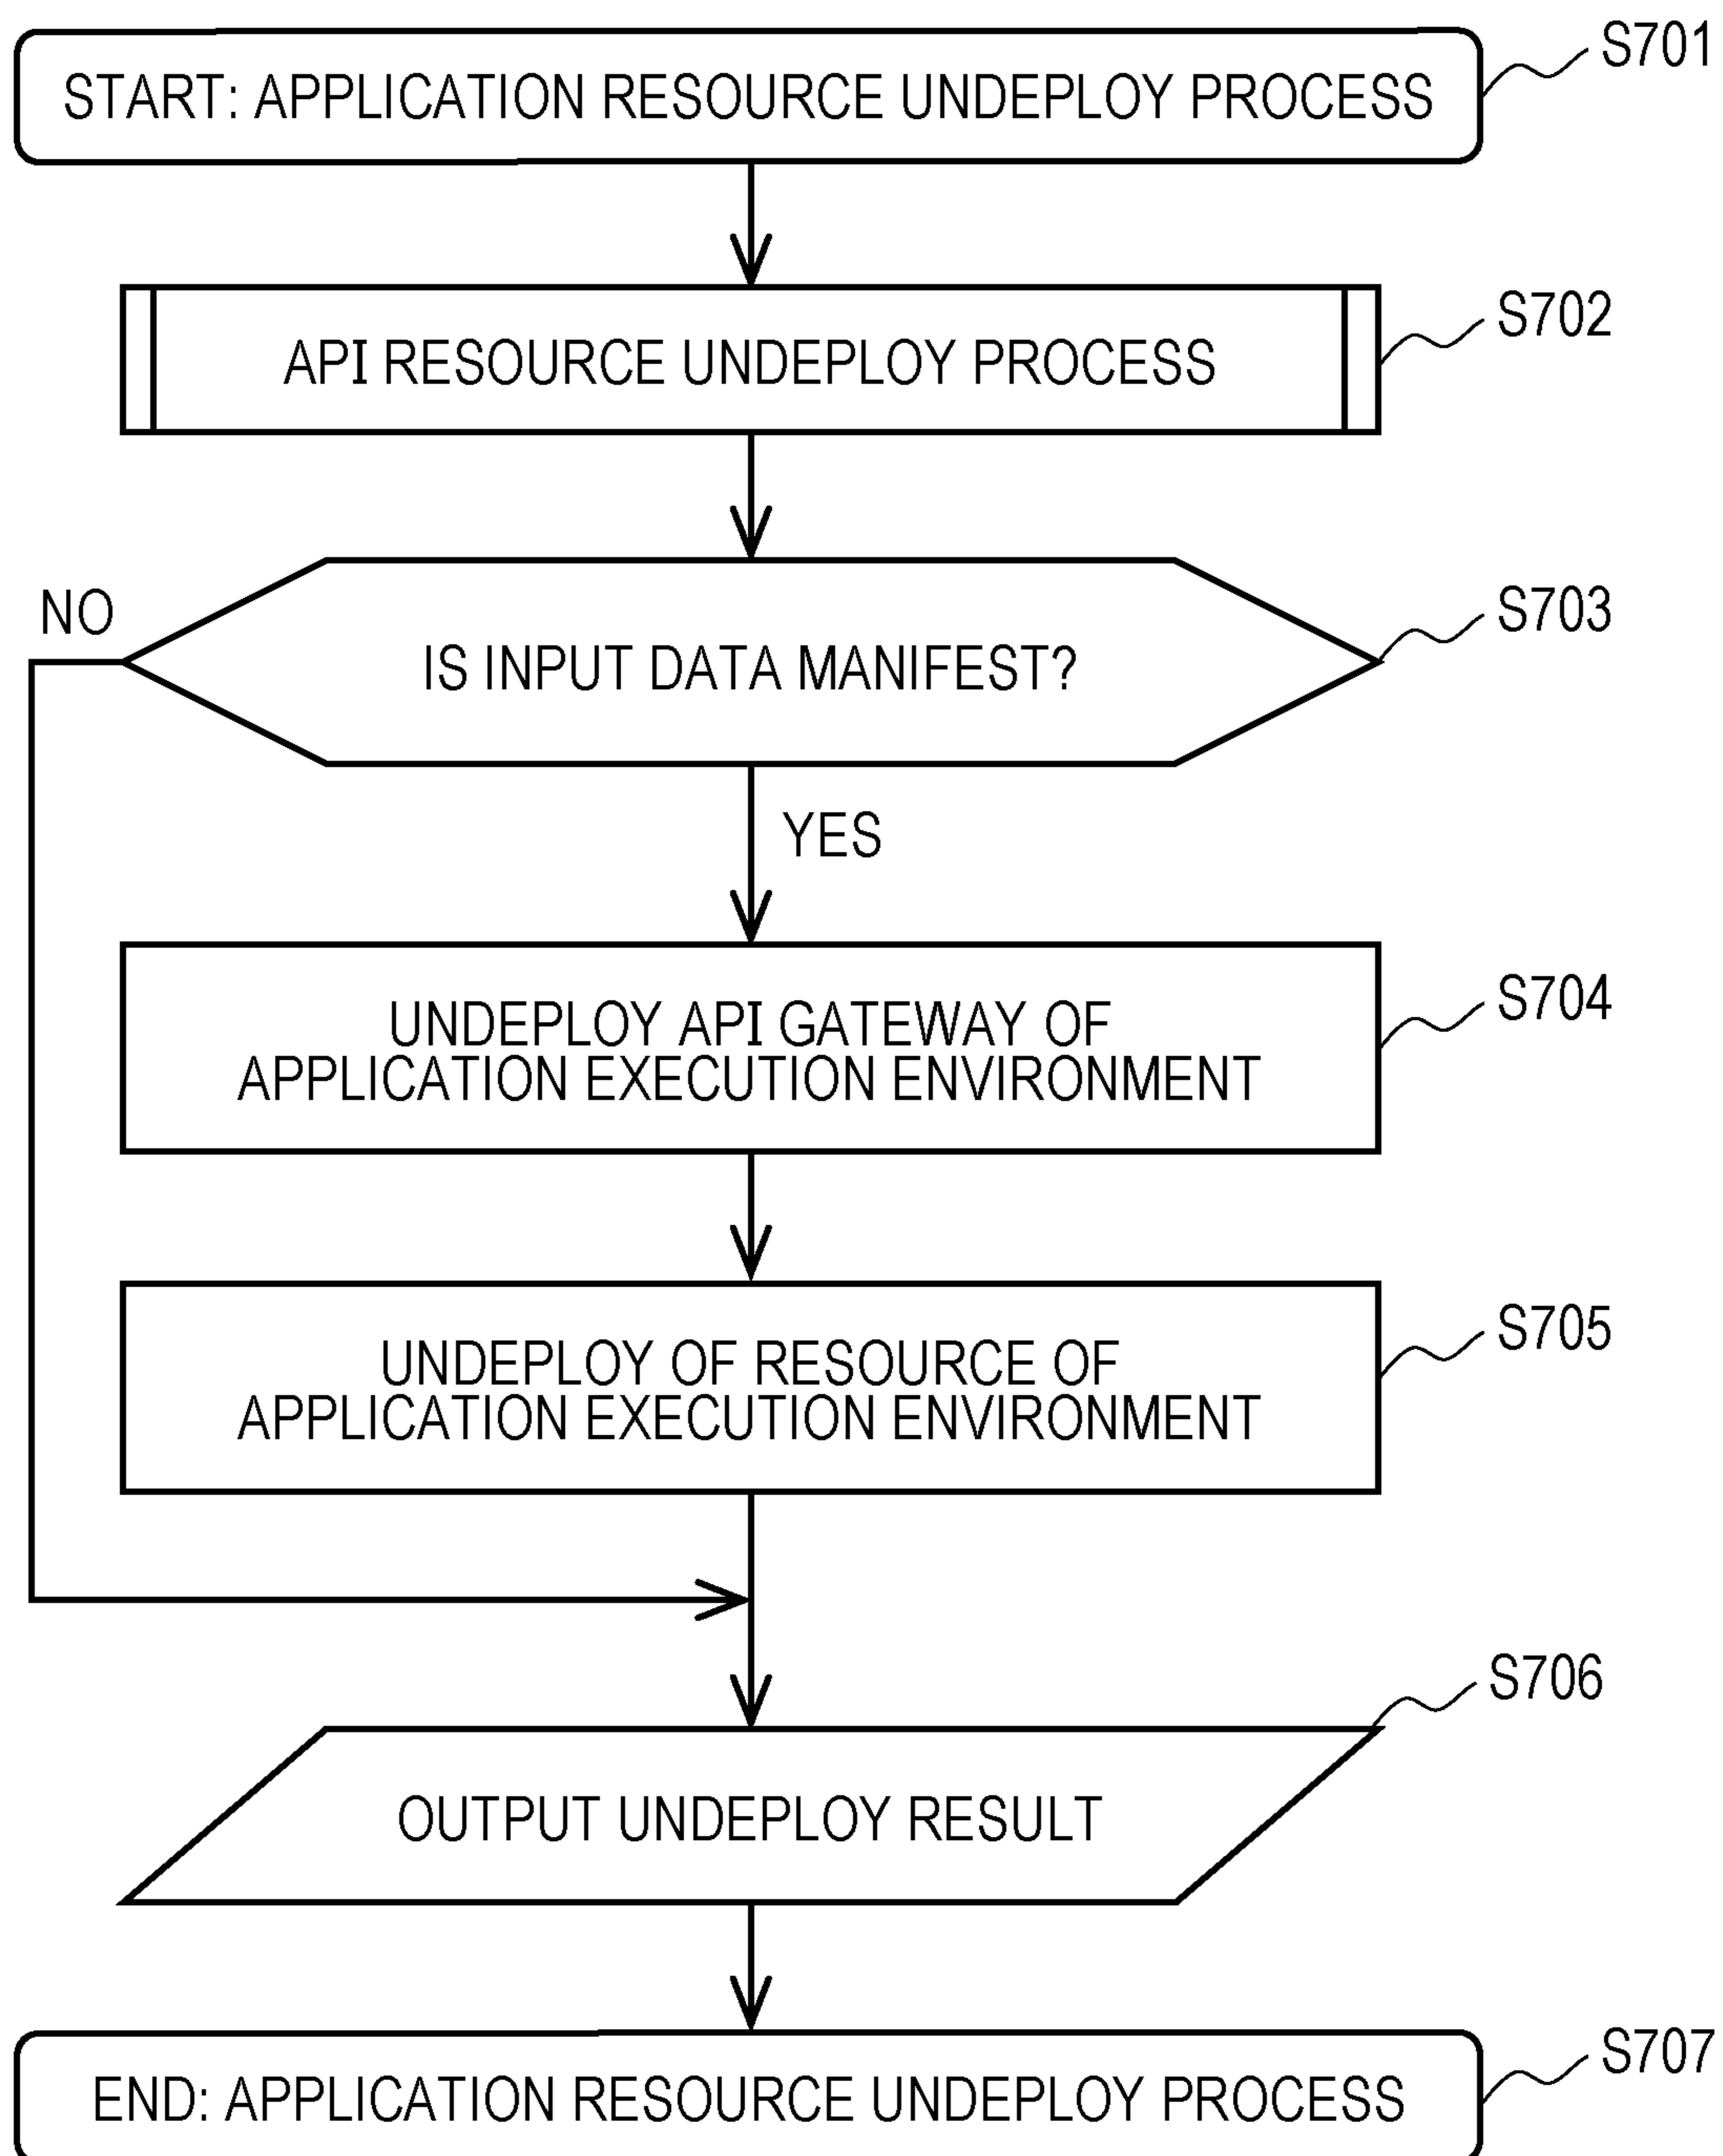 S701
START: APPLICATION RESOURCE UNDEPLOY PROCESS
S702
API RESOURCE UNDEPLOY PROCESS
S703
NO
IS INPUT DATA MANIFEST?
YES
S704
UNDEPLOY API GATEWAY OF
APPLICATION EXECUTION ENVIRONMENT
S705
UNDEPLOY OF RESOURCE OF
APPLICATION EXECUTION ENVIRONMENT
S706
OUTPUT UNDEPLOY RESULT
S707
END: APPLICATION RESOURCE UNDEPLOY PROCESS